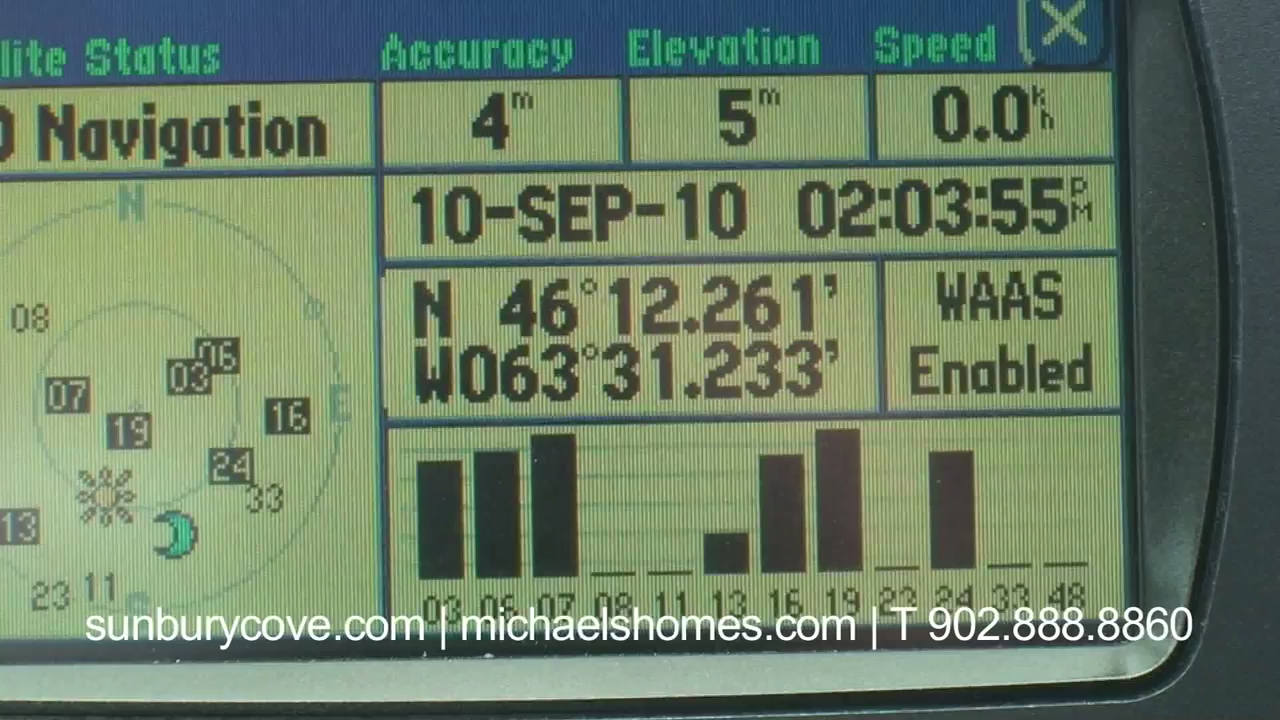 lite Status Accuracy Elevation Speed X
D Navigation 4m 5m 0.0kh
10-SEP-10 02:03:55PM
N 46°12.261'
W063°31.233'
WAAS
Enabled
N
08
06
03
07
16
E
19
24
33
13
23 11
03 06 07 08 11 13 16 19 23 24 33 48
sunburycove.com | michaelshomes.com | T 902.888.8860